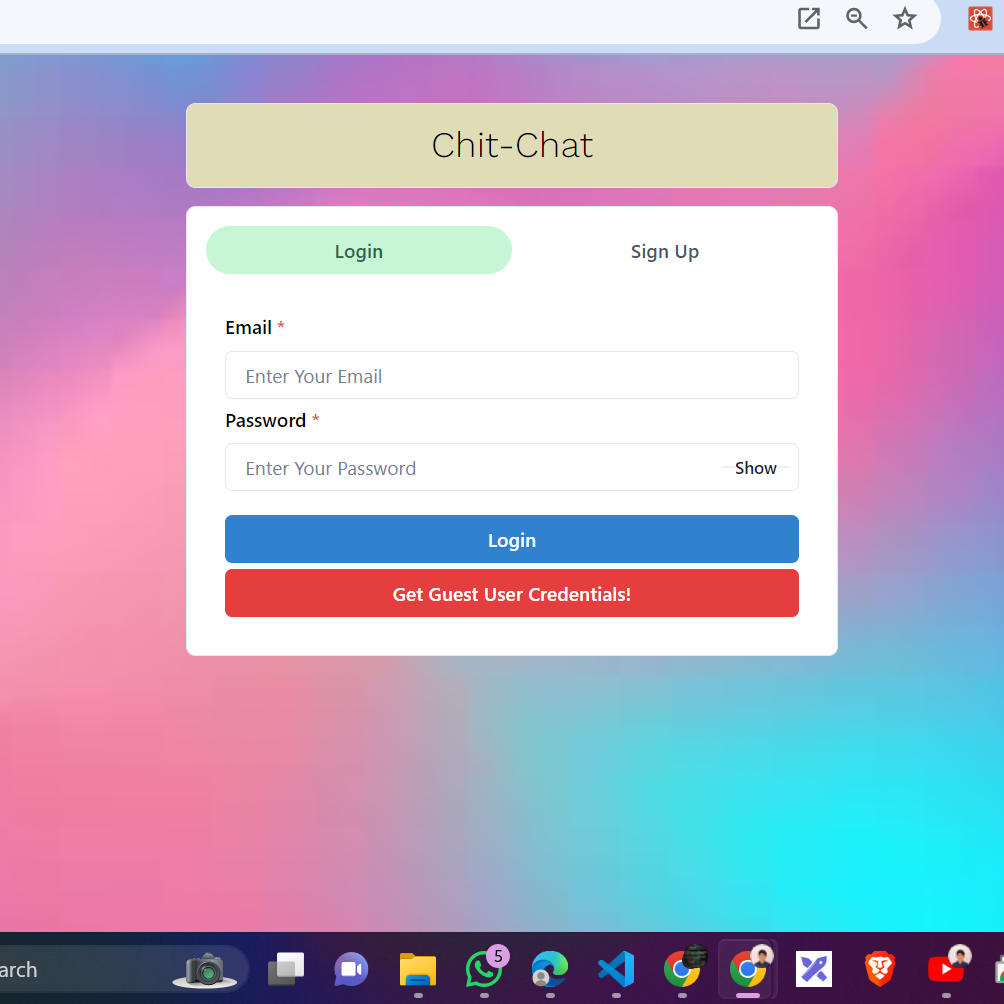 Chit-Chat
Login
Sign Up
Email *
Enter Your Email
Password *
Enter Your Password
Show
Login
Get Guest User Credentials!
arch
5